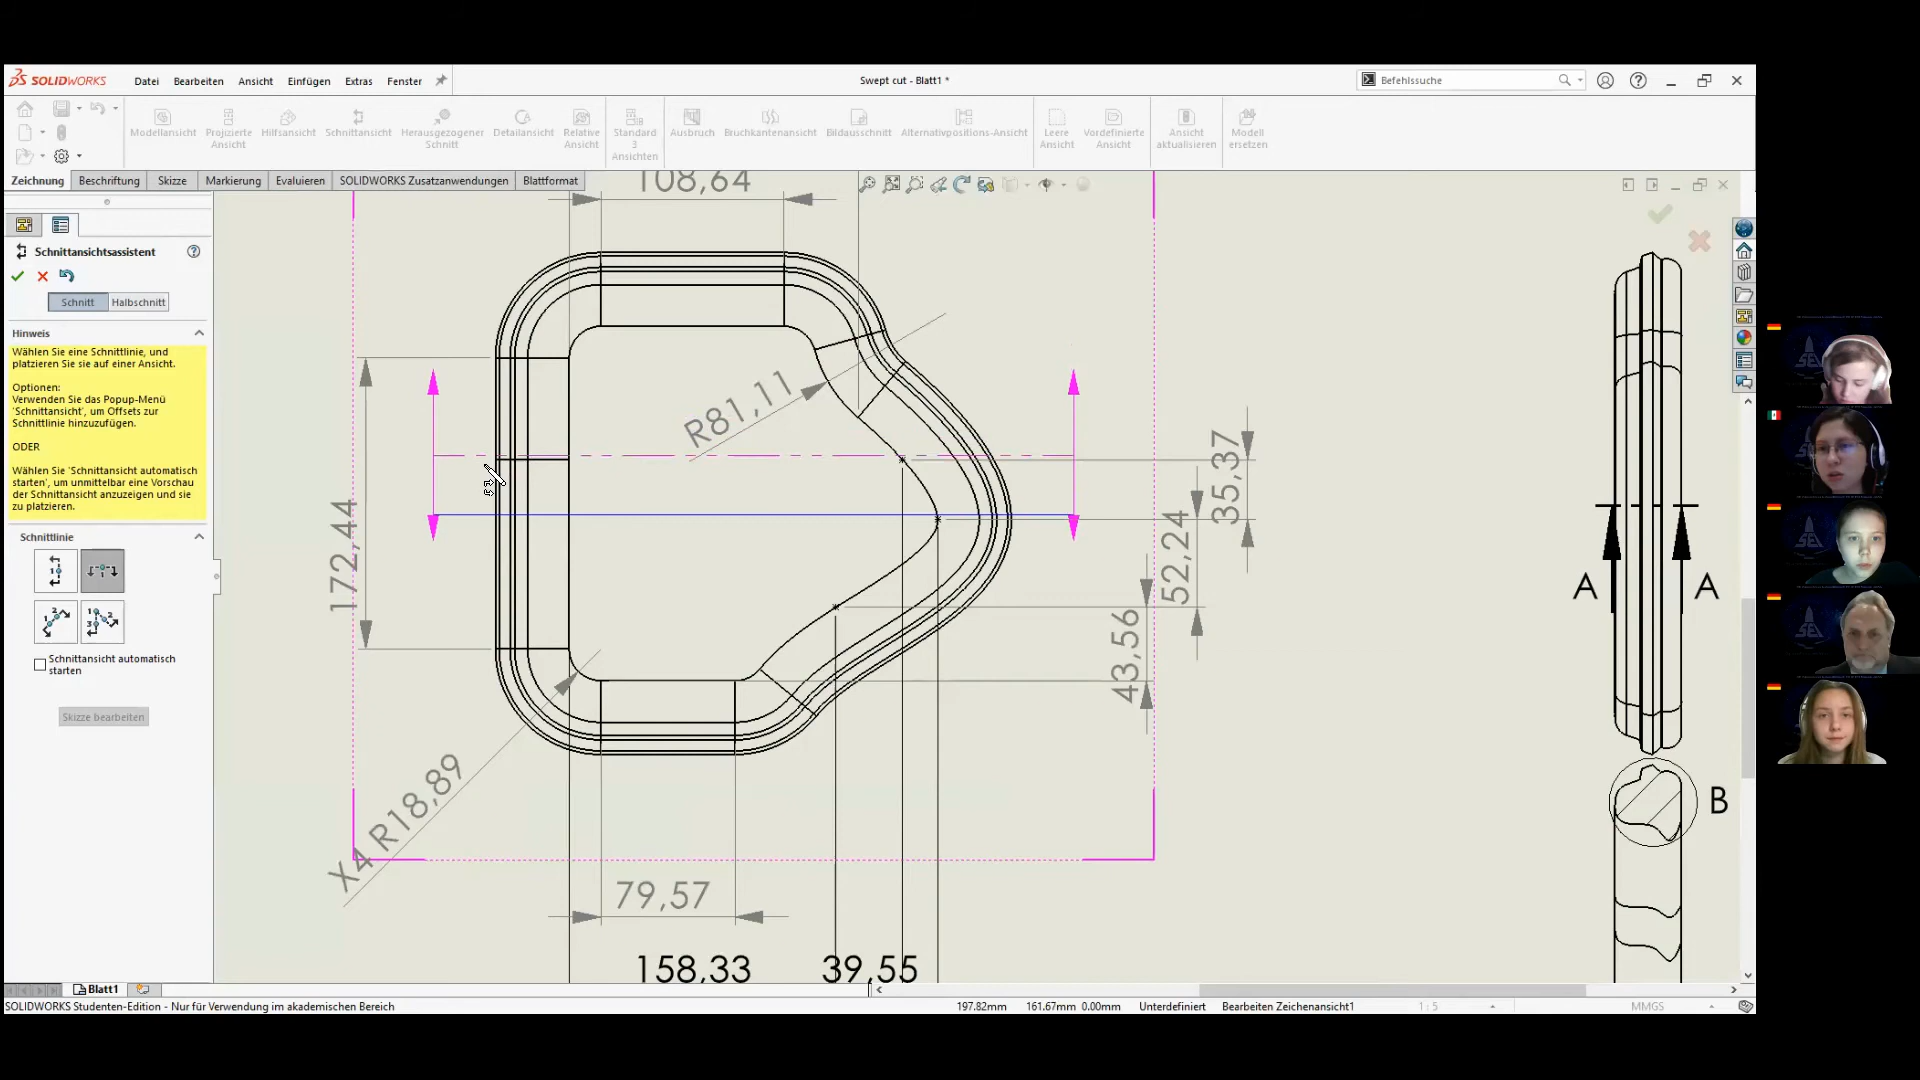 SOLIDWORKS
Datei Bearbeiten Ansicht Einfügen Extras Fenster
Swept cut - Blatt1 *
Befehlssuche
Modellansicht
Projizierte Ansicht
Hilfsansicht
Schnittansicht
Herausgezogener Schnitt
Detailansicht
Relative Ansicht
Standard 3 Ansichten
Ausbruch
Bruchkantenansicht
Bildausschnitt
Alternativpositions-Ansicht
Leere Ansicht
Vordefinierte Ansicht
Ansicht aktualisieren
Modell ersetzen
Zeichnung Beschriftung Skizze Markierung Evaluieren SOLIDWORKS Zusatzanwendungen Blattformat
Schnittansichtsassistent
Schnitt Halbschnitt
Hinweis
Wählen Sie eine Schnittlinie, und
platzieren Sie sie auf einer Ansicht.
Optionen:
Verwenden Sie das Popup-Menü
'Schnittansicht', um Offsets zur
Schnittlinie hinzuzufügen.
ODER
Wählen Sie 'Schnittansicht automatisch
starten', um unmittelbar eine Vorschau
der Schnittansicht anzuzeigen und sie
zu platzieren.
Schnittlinie
Schnittansicht automatisch
starten
Skizze bearbeiten
108,64
R81,11
172,44
35,37
52,24
43,56
X4 R18,89
79,57
158,33
39,55
A A
B
Blatt1
SOLIDWORKS Studenten-Edition - Nur für Verwendung im akademischen Bereich
197.82mm 161.67mm 0.00mm Unterdefiniert Bearbeiten Zeichenansicht1 1 : 5 MMGS